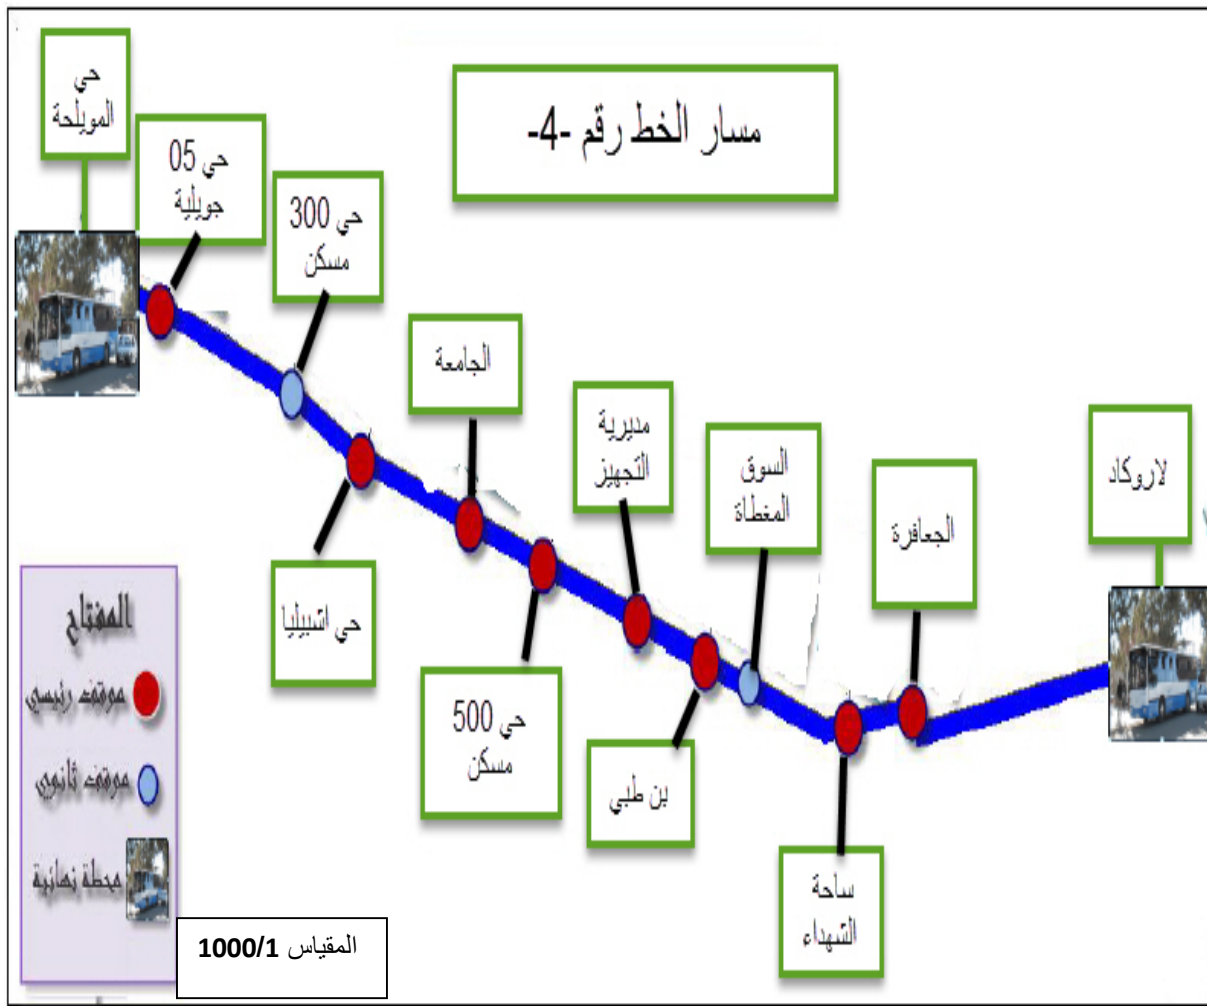 مسار الخط رقم -4-
حي
المويلحة
حي 05
جويلية
حي 300
مسكن
الجامعة
مديرية
التجهيز
السوق
المغطاة
الجعافرة
لاروكاد
حي اشبيليا
حي 500
مسكن
بن طبي
ساحة
الشهداء
المفتاح
موقف رئيسي
موقف ثانوي
محطة نهائية
المقياس 1000/1